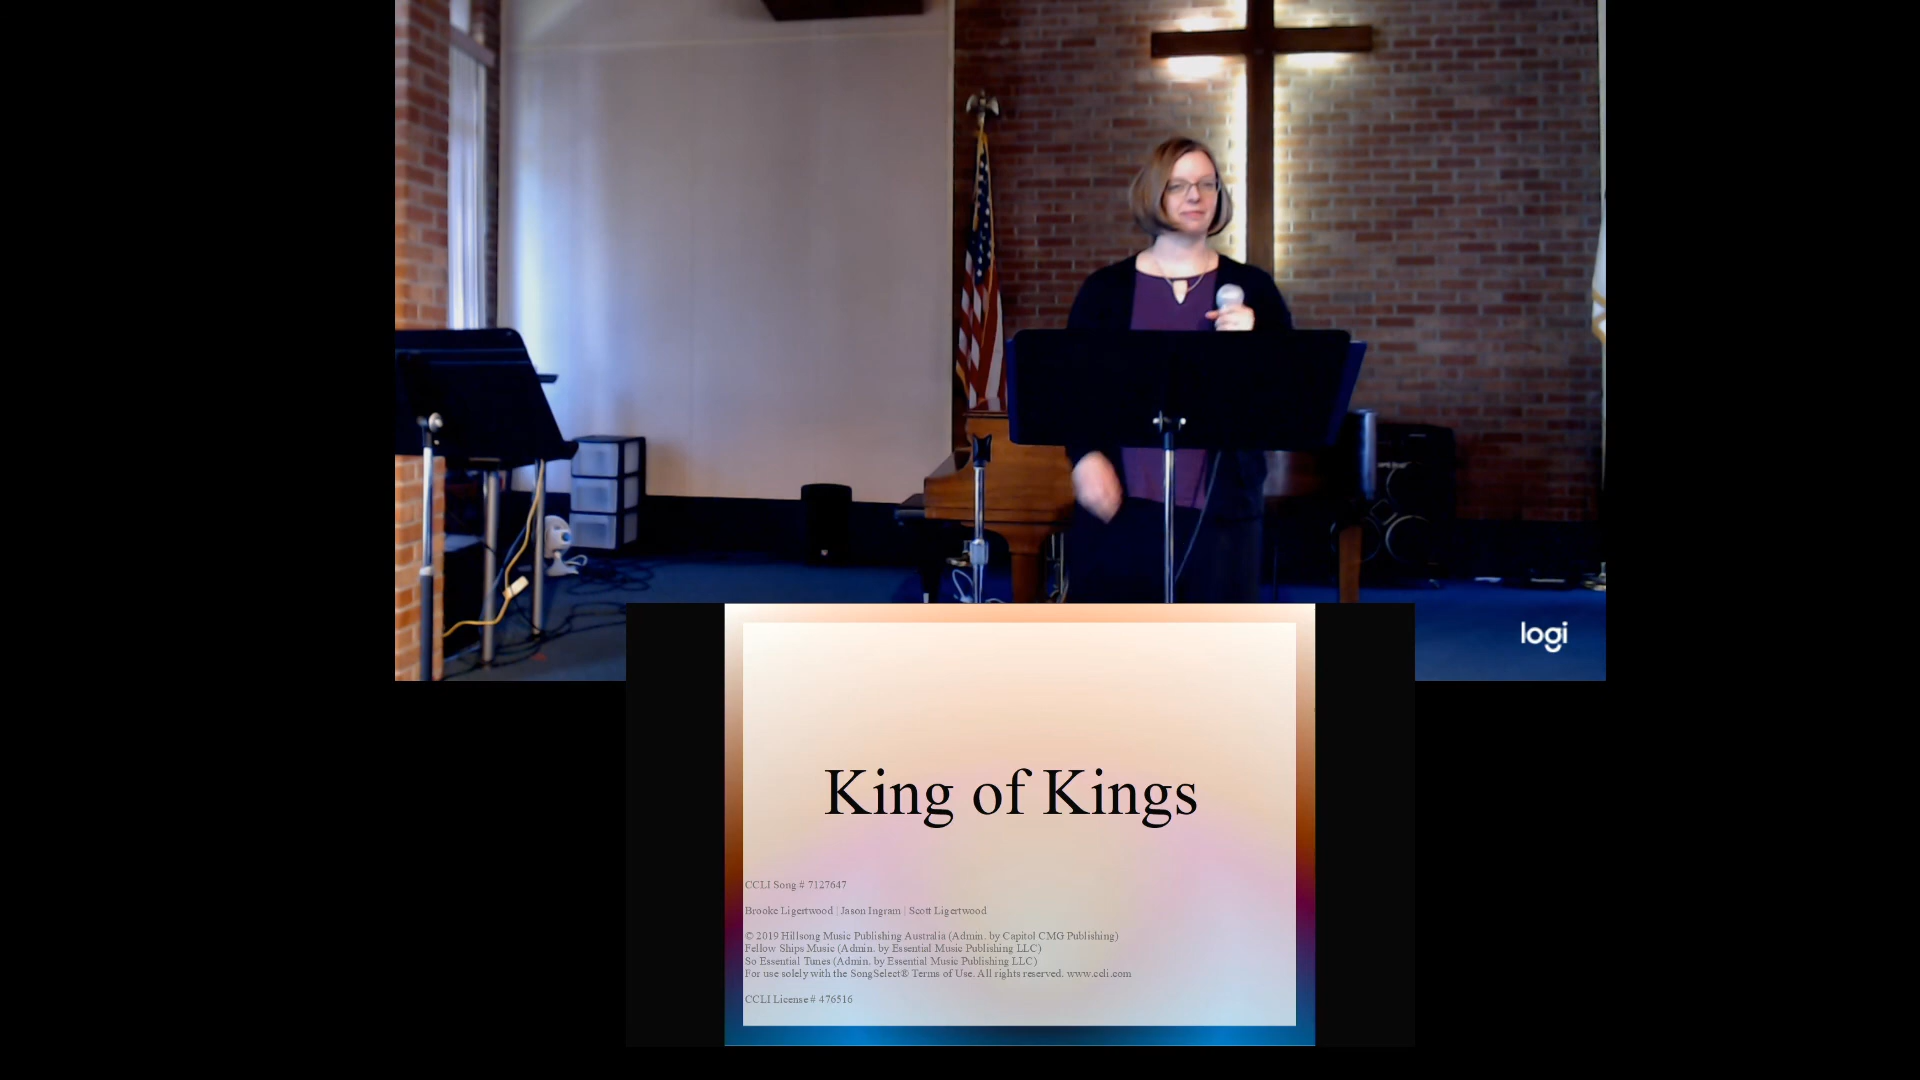 logi
King of Kings
CCLI Song # 7127647
Brooke Ligertwood | Jason Ingram | Scott Ligertwood
© 2019 Hillsong Music Publishing Australia (Admin. by Capitol CMG Publishing)
Fellow Ships Music (Admin. by Essential Music Publishing LLC)
So Essential Tunes (Admin. by Essential Music Publishing LLC)
For use solely with the SongSelect® Terms of Use. All rights reserved. www.ccli.com
CCLI License # 476516